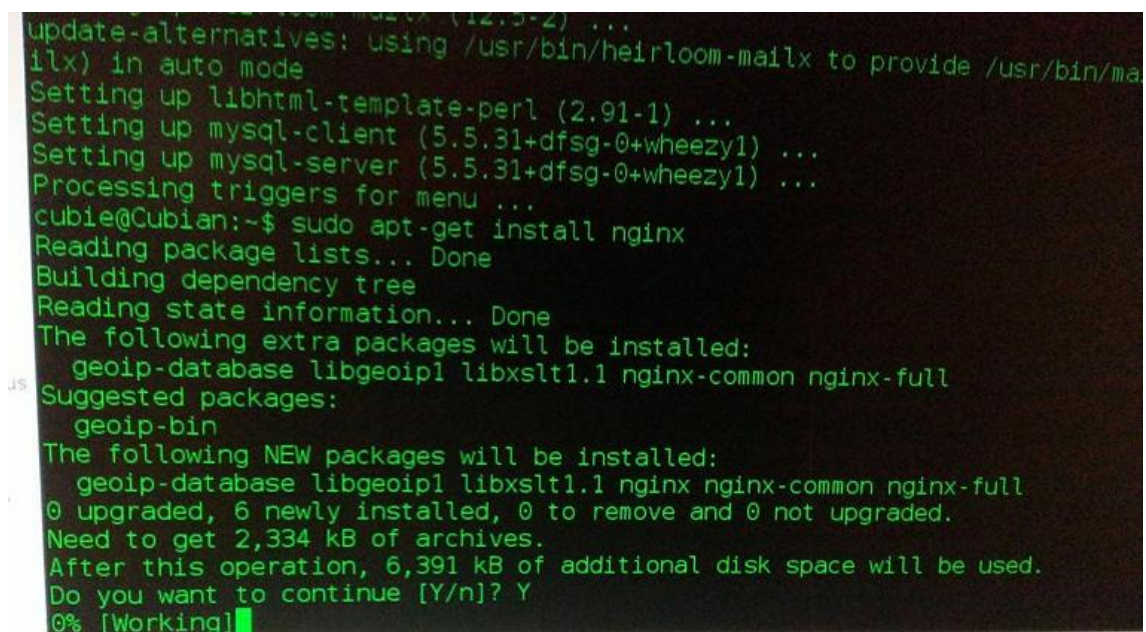 (12.5-2) ...
update-alternatives: using /usr/bin/heirloom-mailx to provide /usr/bin/ma
ilx) in auto mode
Setting up libhtml-template-perl (2.91-1) ...
Setting up mysql-client (5.5.31+dfsg-0+wheezy1) ...
Setting up mysql-server (5.5.31+dfsg-0+wheezy1) ...
Processing triggers for menu ...
cubie@Cubian:~$ sudo apt-get install nginx
Reading package lists... Done
Building dependency tree
Reading state information... Done
The following extra packages will be installed:
geoip-database libgeoip1 libxslt1.1 nginx-common nginx-full
us
Suggested packages:
geoip-bin
The following NEW packages will be installed:
geoip-database libgeoip1 libxslt1.1 nginx nginx-common nginx-full
0 upgraded, 6 newly installed, 0 to remove and 0 not upgraded.
Need to get 2,334 kB of archives.
After this operation, 6,391 kB of additional disk space will be used.
Do you want to continue [Y/n]? Y
0% [Working]